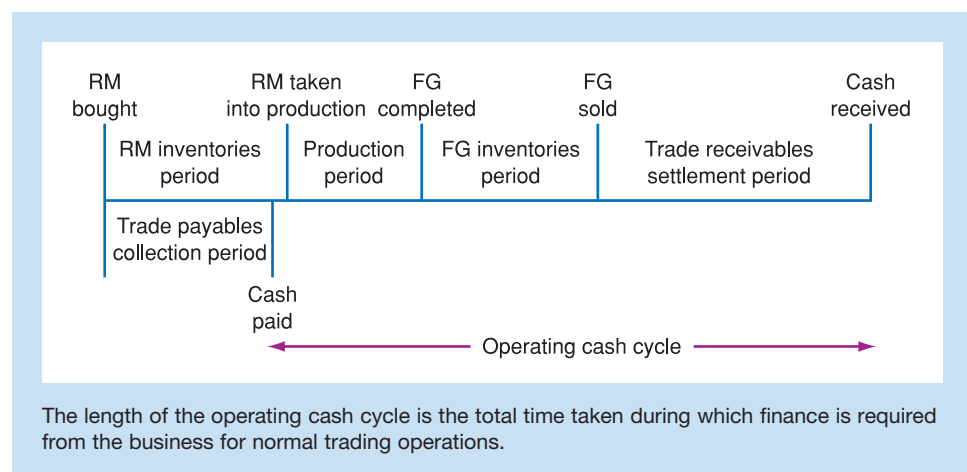 RM bought
RM taken into production
FG completed
FG sold
Cash received
RM inventories period
Production period
FG inventories period
Trade receivables settlement period
Trade payables collection period
Cash paid
Operating cash cycle
The length of the operating cash cycle is the total time taken during which finance is required
from the business for normal trading operations.